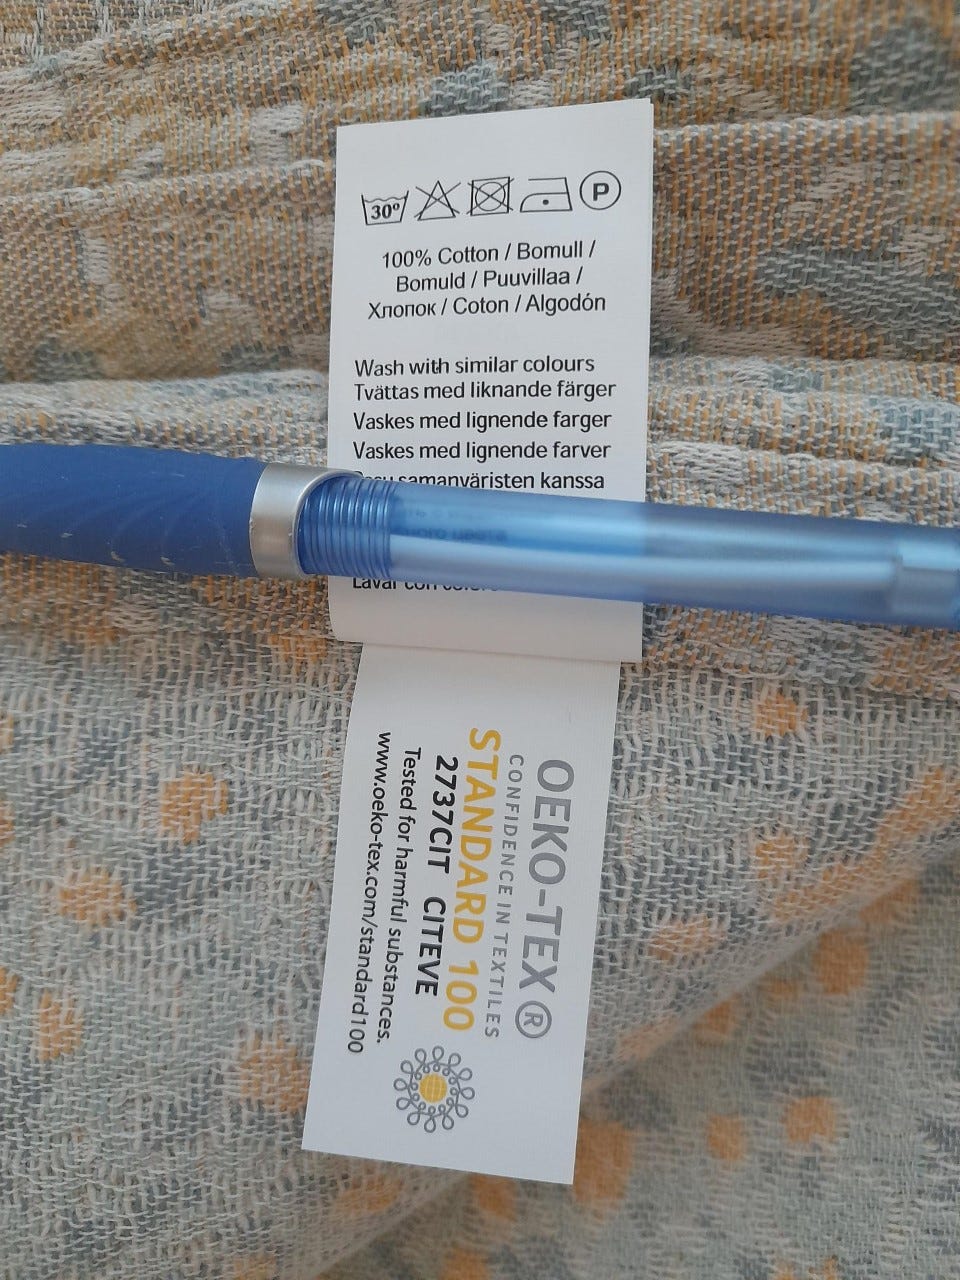 30°
P
100% Cotton / Bomull /
Bomuld / Puuvillaa /
Хлопок / Coton / Algodón
Wash with similar colours
Tvättas med liknande färger
Vaskes med lignende farger
Vaskes med lignende farver
samanväristen kanssa
цвета
Lavar con
OEKO-TEX®
CONFIDENCE IN TEXTILES
STANDARD 100
2737CIT CITEVE
Tested for harmful substances.
www.oeko-tex.com/standard100